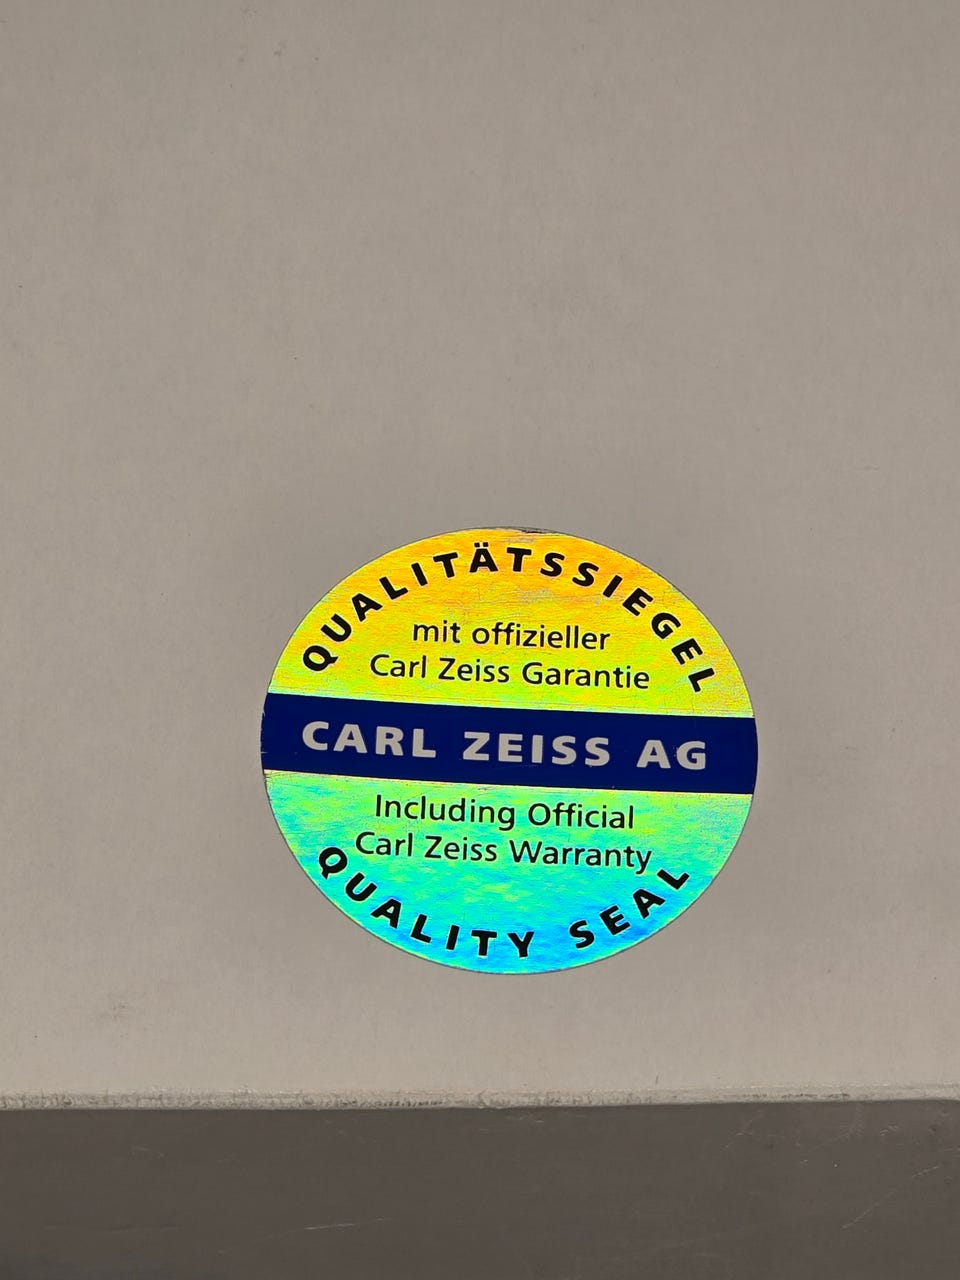 QUALITÄTSSIEGEL
mit offizieller
Carl Zeiss Garantie
CARL ZEISS AG
Including Official
Carl Zeiss Warranty
QUALITY SEAL